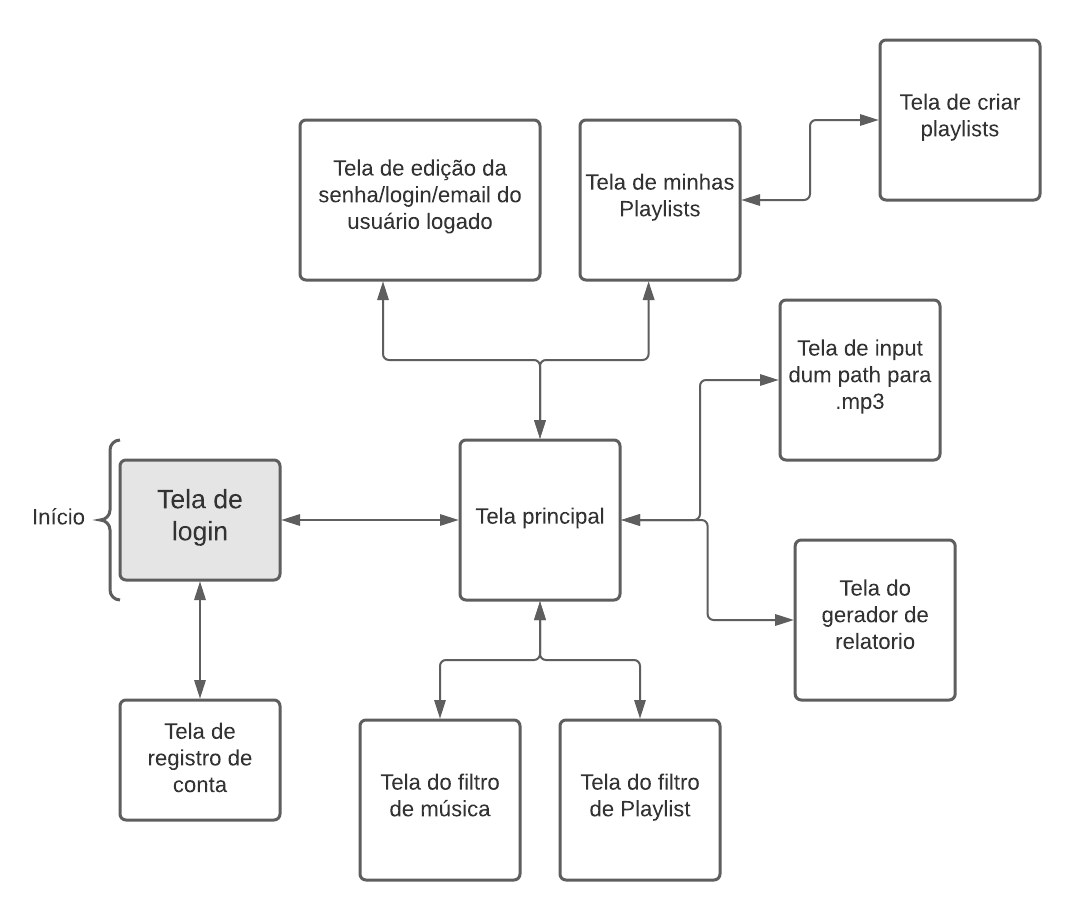 Tela de criar
playlists
Tela de edição da
senha/login/email do
usuário logado
Tela de minhas
Playlists
Tela de input
dum path para
.mp3
Início
Tela de
login
Tela principal
Tela do
gerador de
relatorio
Tela de
registro de
conta
Tela do filtro
de música
Tela do filtro
de Playlist